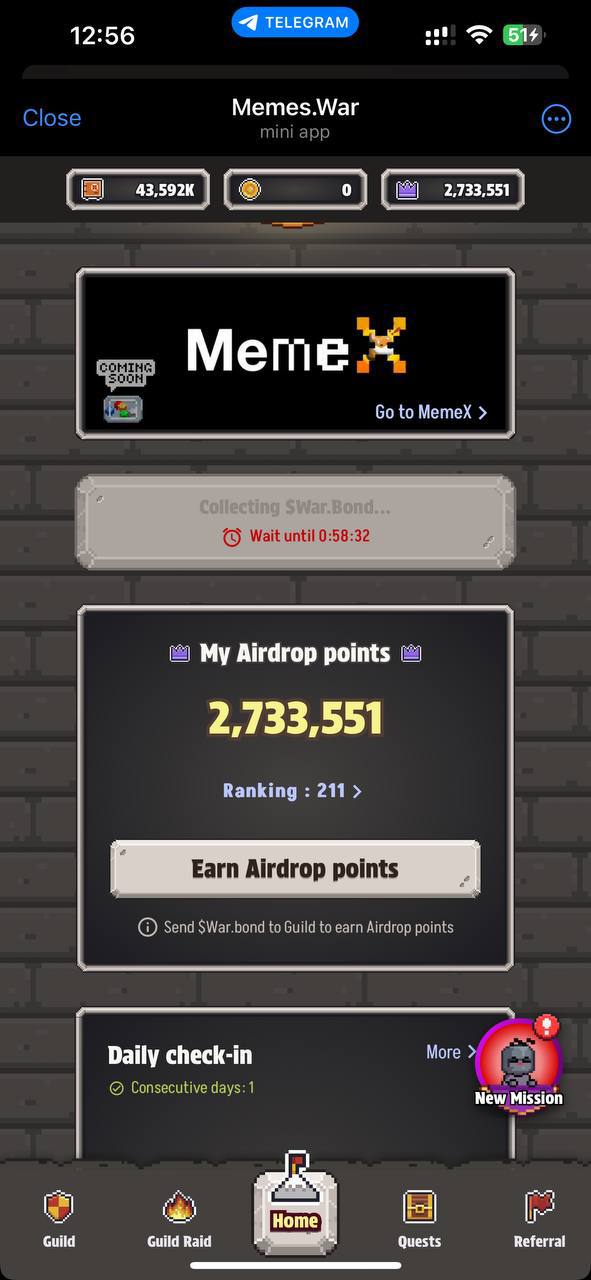 12:56
TELEGRAM
51
Close
Memes.War
mini app
43,592K
0
2,733,551
MemeX
COMING
SOON
Go to MemeX
Collecting $War.Bond...
Wait until 0:58:32
My Airdrop points
2,733,551
Ranking : 211
Earn Airdrop points
Send $War.bond to Guild to earn Airdrop points
Daily check-in
More
Consecutive days: 1
New Mission
Guild
Guild Raid
Home
Quests
Referral